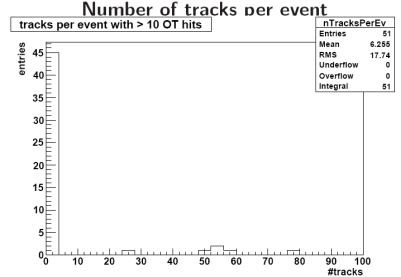 Number of tracks per event
tracks per event with > 10 OT hits
nTracksPerEv
Entries 51
Mean 6.255
RMS 17.74
Underflow 0
Overflow 0
Integral 51
entries
45
40
35
30
25
20
15
10
5
0
0 10 20 30 40 50 60 70 80 90 100
#tracks